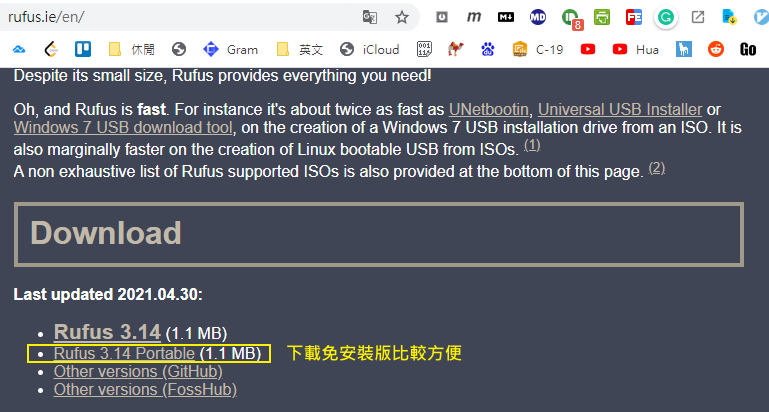 rufus.ie/en/
8
休閒
Gram
英文
iCloud
C-19
Hua
Go
Despite its small size, Rufus provides everything you need!
Oh, and Rufus is fast. For instance it's about twice as fast as UNetbootin, Universal USB Installer or
Windows 7 USB download tool, on the creation of a Windows 7 USB installation drive from an ISO. It is
also marginally faster on the creation of Linux bootable USB from ISOs. (1)
A non exhaustive list of Rufus supported ISOs is also provided at the bottom of this page. (2)
Download
Last updated 2021.04.30:
Rufus 3.14 (1.1 MB)
Rufus 3.14 Portable (1.1 MB) 下載免安裝版比較方便
Other versions (GitHub)
Other versions (FossHub)